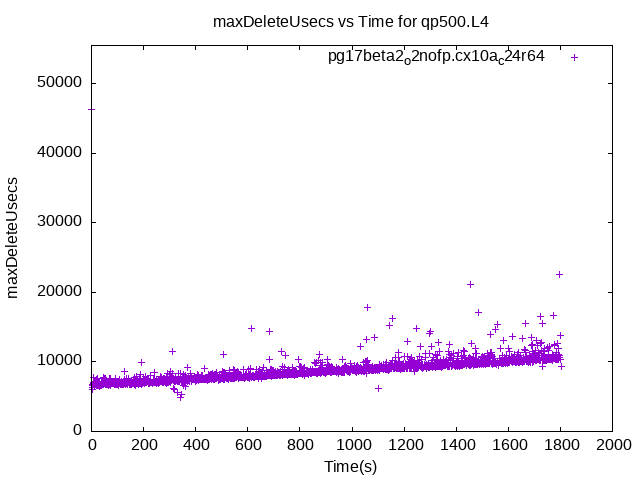 maxDeleteUsecs vs Time for qp500.L4
pg17beta2_o2nofp.cx10a_c24r64
50000
40000
30000
20000
10000
0
maxDeleteUsecs
0 200 400 600 800 1000 1200 1400 1600 1800 2000
Time(s)